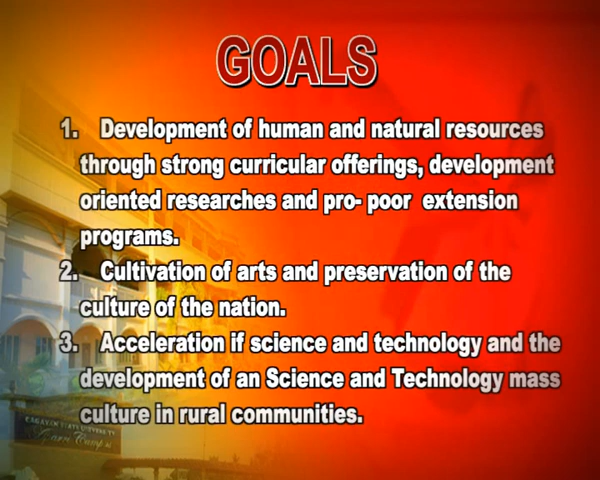 GOALS
1. Development of human and natural resources
through strong curricular offerings, development
oriented researches and pro- poor extension
programs.
2. Cultivation of arts and preservation of the
culture of the nation.
3. Acceleration if science and technology and the
development of an Science and Technology mass
culture in rural communities.